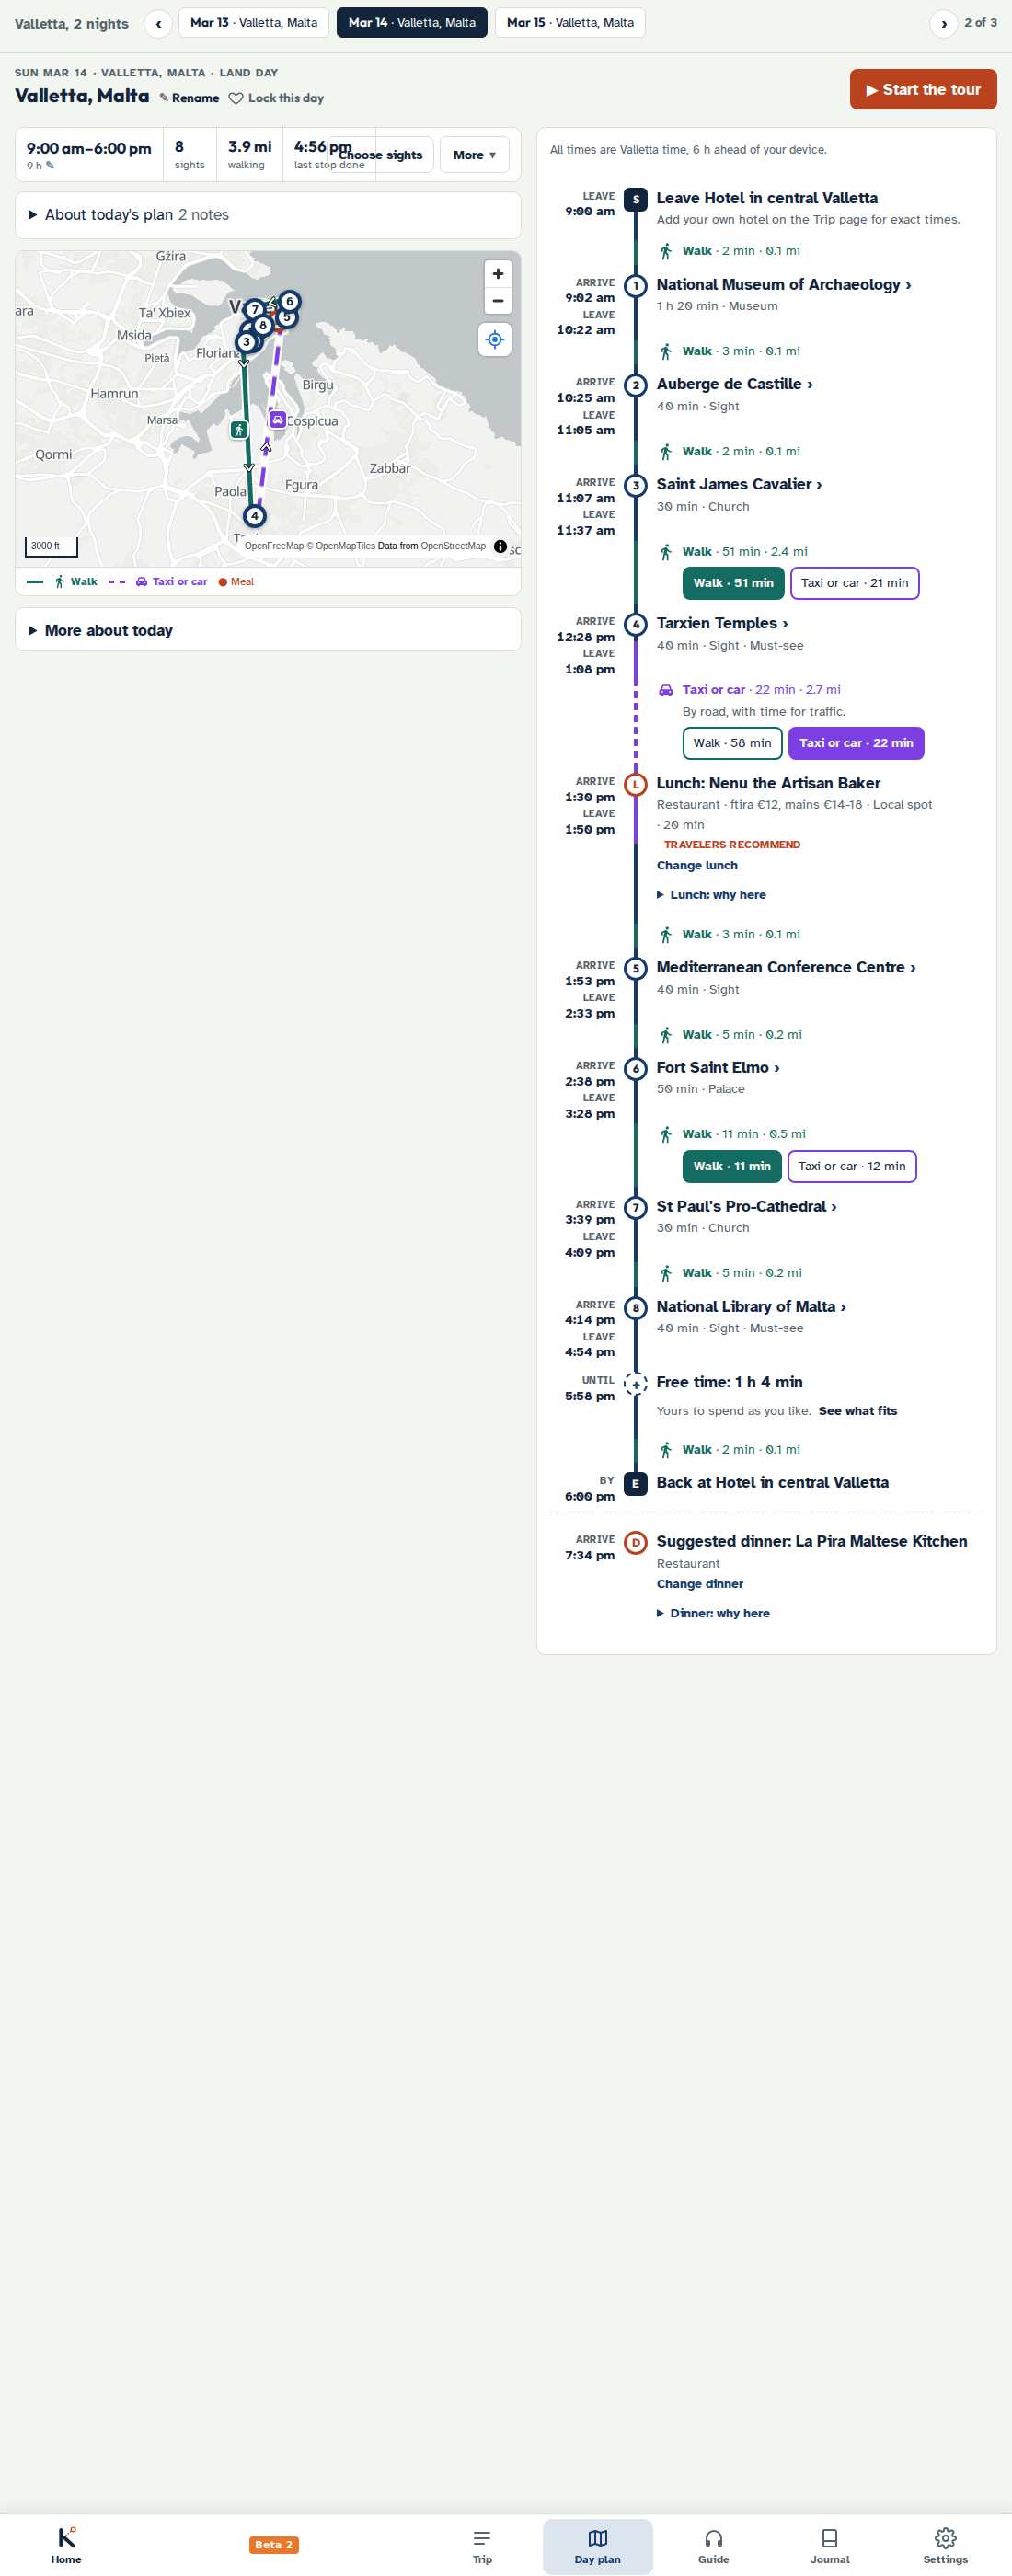 Valletta, 2 nights
‹
Mar 13 · Valletta, Malta
Mar 14 · Valletta, Malta
Mar 15 · Valletta, Malta
›
2 of 3
SUN MAR 14 · VALLETTA, MALTA · LAND DAY
Valletta, Malta
✎ Rename
Lock this day
▶ Start the tour
9:00 am–6:00 pm
9 h ✎
8
sights
3.9 mi
walking
4:56 pm
last stop done
Choose sights
More ▾
About today's plan 2 notes
Gżira
ara
Ta' Xbiex
Msida
Pietà
Hamrun
Marsa
Qormi
Birgu
Cospicua
Zabbar
Fgura
Paola
7
6
5
8
3
4
+
−
3000 ft
OpenFreeMap © OpenMapTiles Data from OpenStreetMap
Walk
Taxi or car
Meal
More about today
All times are Valletta time, 6 h ahead of your device.
LEAVE
9:00 am
S
Leave Hotel in central Valletta
Add your own hotel on the Trip page for exact times.
Walk · 2 min · 0.1 mi
ARRIVE
9:02 am
LEAVE
10:22 am
1
National Museum of Archaeology ›
1 h 20 min · Museum
Walk · 3 min · 0.1 mi
ARRIVE
10:25 am
LEAVE
11:05 am
2
Auberge de Castille ›
40 min · Sight
Walk · 2 min · 0.1 mi
ARRIVE
11:07 am
LEAVE
11:37 am
3
Saint James Cavalier ›
30 min · Church
Walk · 51 min · 2.4 mi
Walk · 51 min
Taxi or car · 21 min
ARRIVE
12:28 pm
LEAVE
1:08 pm
4
Tarxien Temples ›
40 min · Sight · Must-see
Taxi or car · 22 min · 2.7 mi
By road, with time for traffic.
Walk · 58 min
Taxi or car · 22 min
ARRIVE
1:30 pm
LEAVE
1:50 pm
L
Lunch: Nenu the Artisan Baker
Restaurant · ftira €12, mains €14-18 · Local spot
· 20 min
TRAVELERS RECOMMEND
Change lunch
Lunch: why here
Walk · 3 min · 0.1 mi
ARRIVE
1:53 pm
LEAVE
2:33 pm
5
Mediterranean Conference Centre ›
40 min · Sight
Walk · 5 min · 0.2 mi
ARRIVE
2:38 pm
LEAVE
3:28 pm
6
Fort Saint Elmo ›
50 min · Palace
Walk · 11 min · 0.5 mi
Walk · 11 min
Taxi or car · 12 min
ARRIVE
3:39 pm
LEAVE
4:09 pm
7
St Paul's Pro-Cathedral ›
30 min · Church
Walk · 5 min · 0.2 mi
ARRIVE
4:14 pm
LEAVE
4:54 pm
8
National Library of Malta ›
40 min · Sight · Must-see
UNTIL
5:58 pm
+
Free time: 1 h 4 min
Yours to spend as you like. See what fits
Walk · 2 min · 0.1 mi
BY
6:00 pm
E
Back at Hotel in central Valletta
ARRIVE
7:34 pm
D
Suggested dinner: La Pira Maltese Kitchen
Restaurant
Change dinner
Dinner: why here
Home
Beta 2
Trip
Day plan
Guide
Journal
Settings